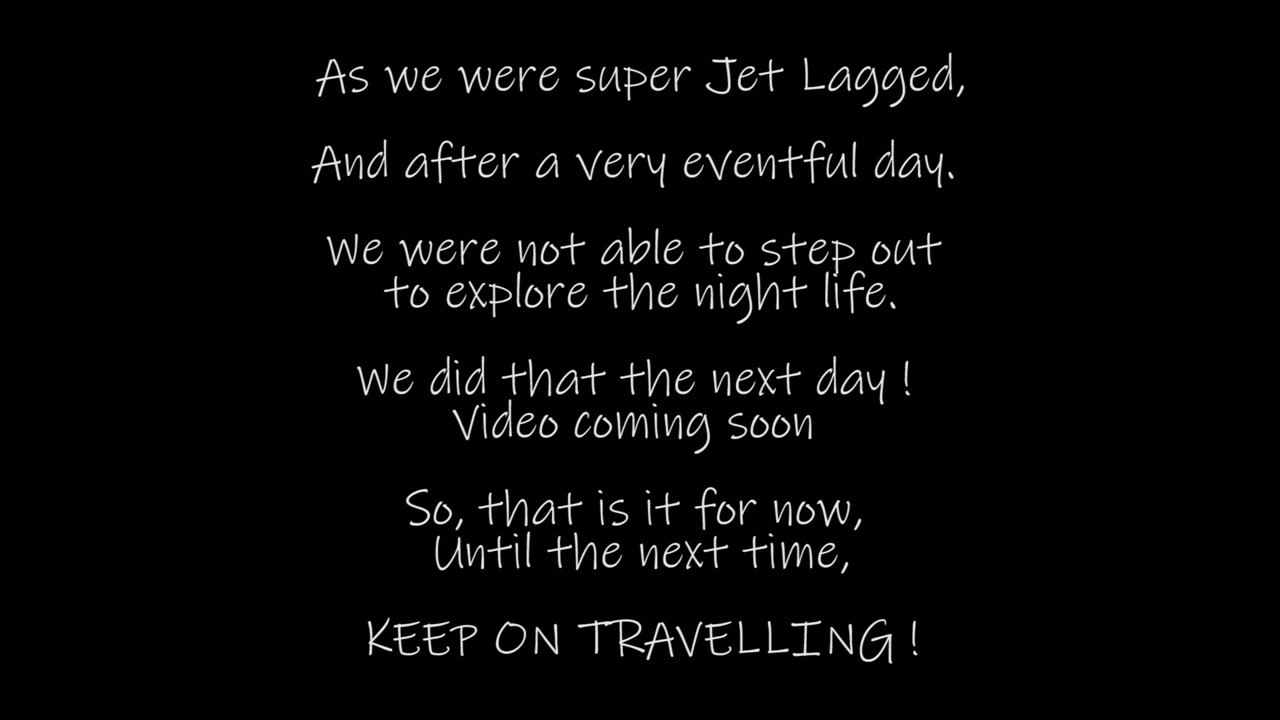 As we were super Jet Lagged,
And after a very eventful day.
We were not able to step out
to explore the night life.
We did that the next day !
Video coming soon
So, that is it for now,
Until the next time,
KEEP ON TRAVELLING !